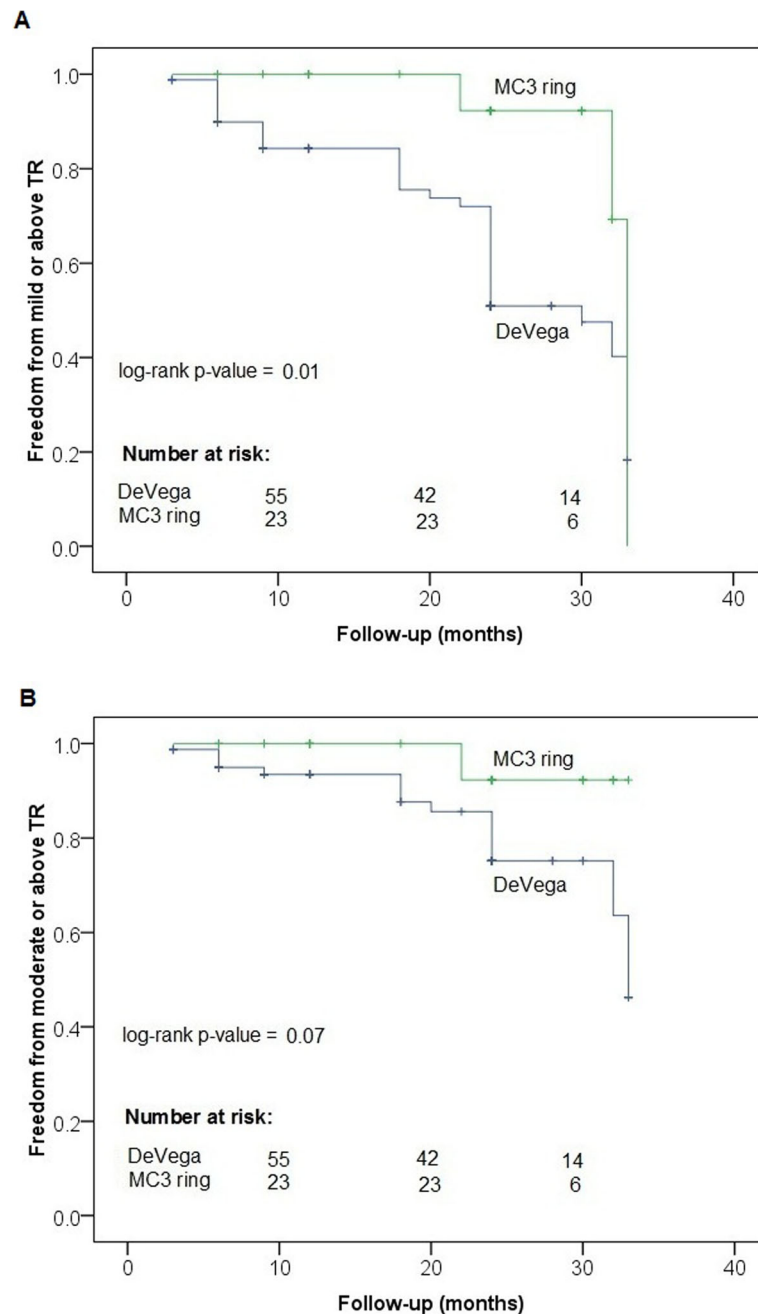 A
Freedom from mild or above TR
1.0
0.8
0.6
0.4
0.2
0.0
MC3 ring
DeVega
log-rank p-value = 0.01
Number at risk:
DeVega 55 42 14
MC3 ring 23 23 6
0 10 20 30 40
Follow-up (months)
B
Freedom from moderate or above TR
1.0
0.8
0.6
0.4
0.2
0.0
MC3 ring
DeVega
log-rank p-value = 0.07
Number at risk:
DeVega 55 42 14
MC3 ring 23 23 6
0 10 20 30 40
Follow-up (months)